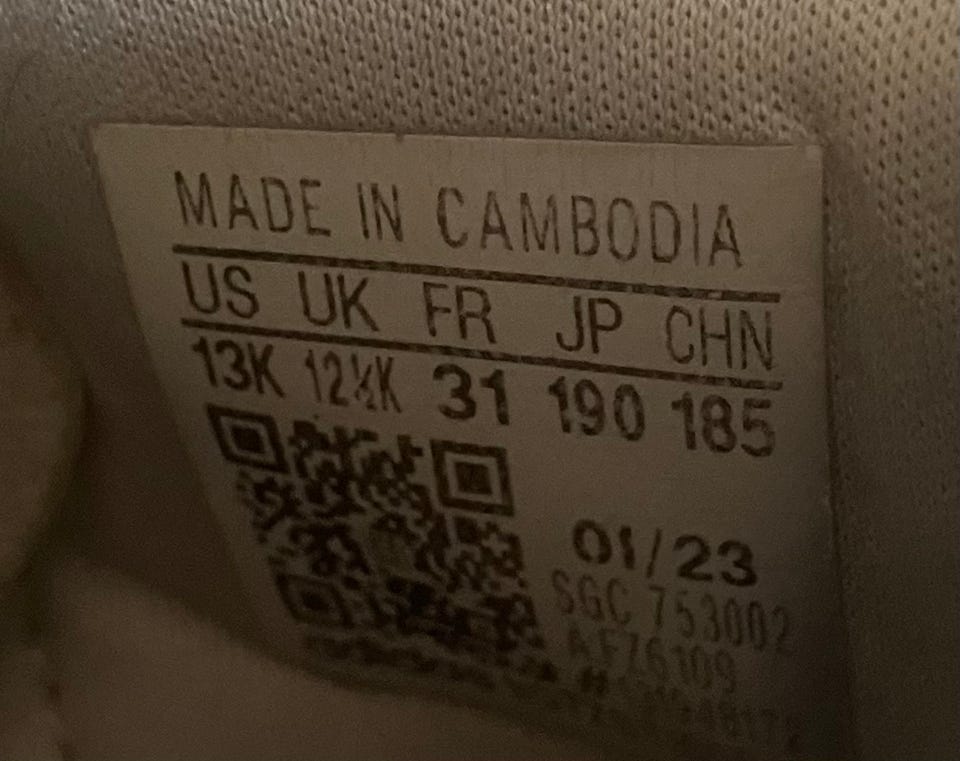 MADE IN CAMBODIA
US UK FR JP CHN
13K 12½K 31 190 185
01/23
SGC 753002
#